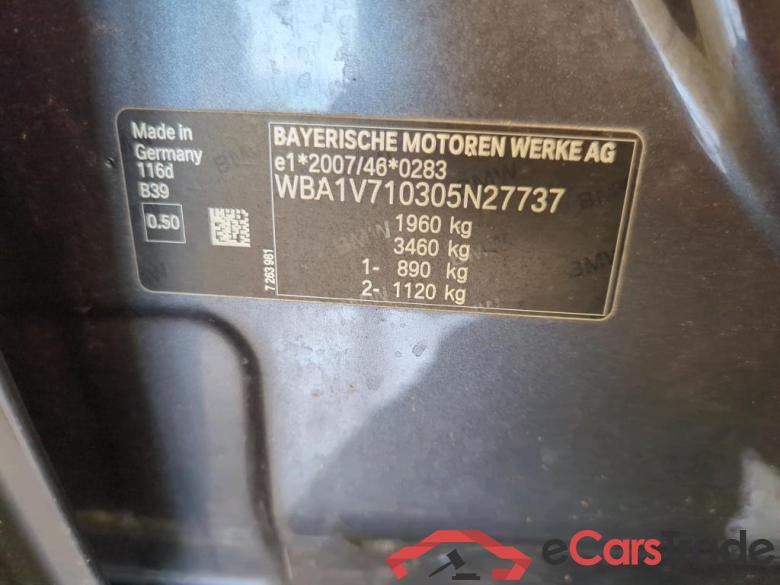 Made in
Germany
116d
B39
0.50
7 263 981
BAYERISCHE MOTOREN WERKE AG
e1*2007/46*0283
WBA1V710305N27737
1960 kg
3460 kg
1- 890 kg
2- 1120 kg
eCarsTrade